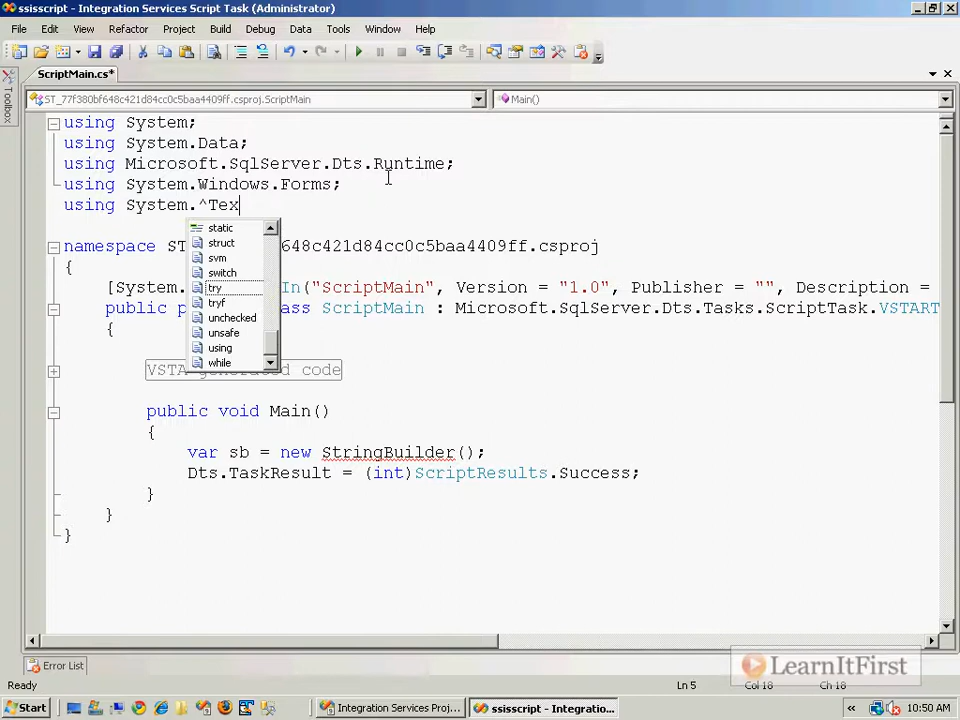 ssisscript - Integration Services Script Task (Administrator)
File Edit View Refactor Project Build Debug Data Tools Window Help
ScriptMain.cs*
Toolbox
ST_77f380bf648c421d84cc0c5baa4409ff.csproj.ScriptMain
Main()
using System;
using System.Data;
using Microsoft.SqlServer.Dts.Runtime;
using System.Windows.Forms;
using System.^Tex
static
struct
svm
switch
try
tryf
unchecked
unsafe
using
while
namespace ST 648c421d84cc0c5baa4409ff.csproj
{
[System. In("ScriptMain", Version = "1.0", Publisher = "", Description =
public p ass ScriptMain : Microsoft.SqlServer.Dts.Tasks.ScriptTask.VSTART
{
VSTA generated code
public void Main()
{
var sb = new StringBuilder();
Dts.TaskResult = (int)ScriptResults.Success;
}
}
}
Error List
LearnItFirst
Ready Ln 5 Col 18 Ch 18
Start Integration Services Proj... ssisscript - Integratio... « 10:50 AM